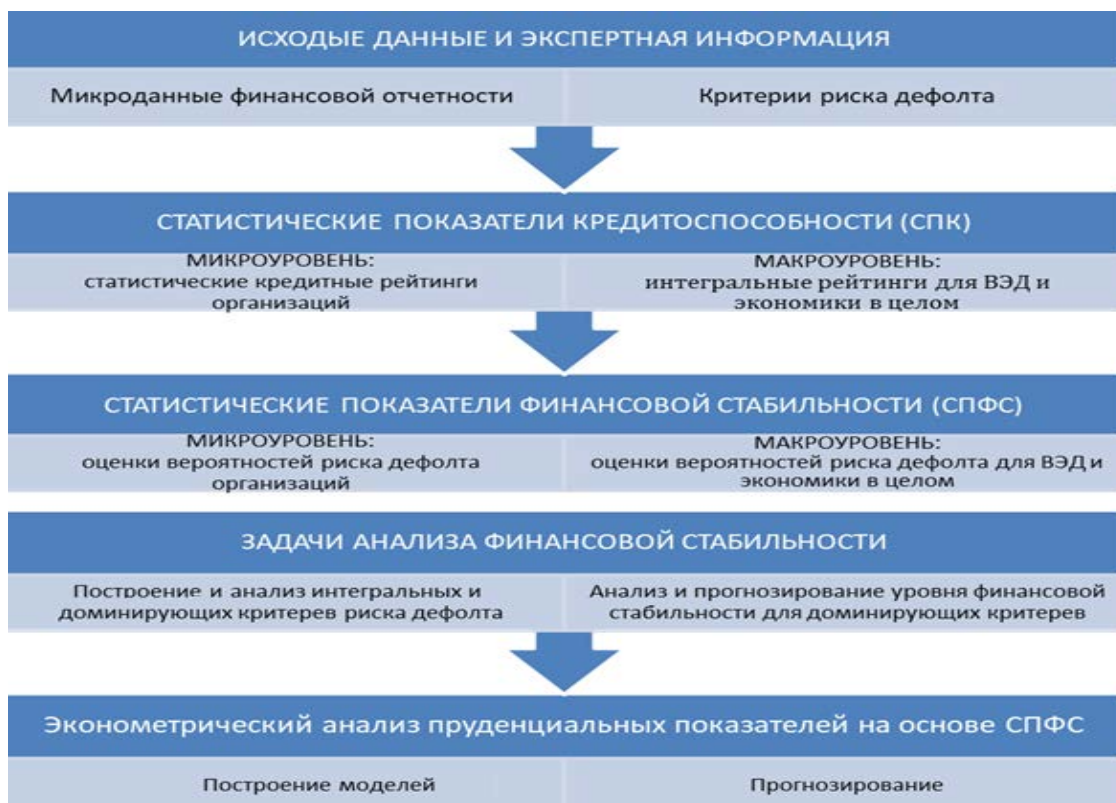 ИСХОДЫЕ ДАННЫЕ И ЭКСПЕРТНАЯ ИНФОРМАЦИЯ
Микроданные финансовой отчетности
Критерии риска дефолта
СТАТИСТИЧЕСКИЕ ПОКАЗАТЕЛИ КРЕДИТОСПОСОБНОСТИ (СПК)
МИКРОУРОВЕНЬ:
статистические кредитные рейтинги
организаций
МАКРОУРОВЕНЬ:
интегральные рейтинги для ВЭД и
экономики в целом
СТАТИСТИЧЕСКИЕ ПОКАЗАТЕЛИ ФИНАНСОВОЙ СТАБИЛЬНОСТИ (СПФС)
МИКРОУРОВЕНЬ:
оценки вероятностей риска дефолта
организаций
МАКРОУРОВЕНЬ:
оценки вероятностей риска дефолта для ВЭД и
экономики в целом
ЗАДАЧИ АНАЛИЗА ФИНАНСОВОЙ СТАБИЛЬНОСТИ
Построение и анализ интегральных и
доминирующих критерев риска дефолта
Анализ и прогнозирование уровня финансовой
стабильности для доминирующих критерев
Эконометрический анализ пруденциальных показателей на основе СПФС
Построение моделей
Прогнозирование